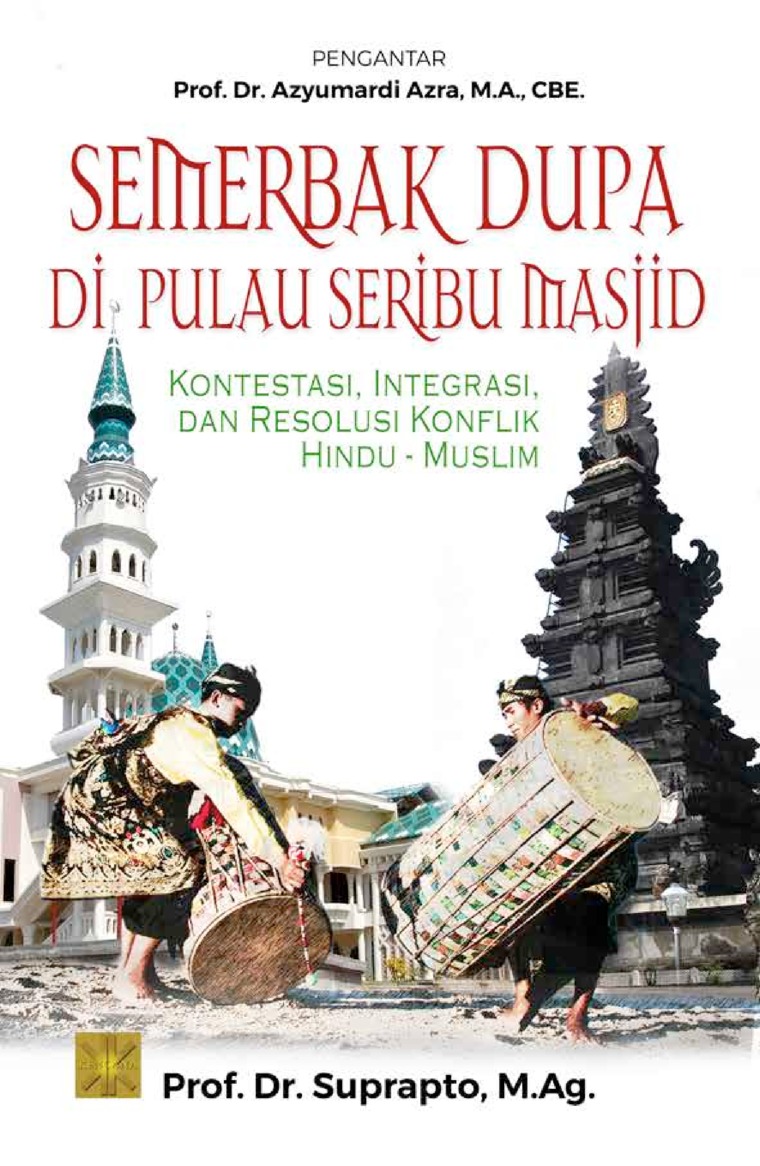 PENGANTAR
Prof. Dr. Azyumardi Azra, M.A., CBE.
SEMERBAK DUPA
Di PULAU SERiBU MASjiD
KONTESTASI, INTEGRASI,
DAN RESOLUSI KONFLIK
HINDU - MUSLIM
KENCANA
Prof. Dr. Suprapto, M.Ag.